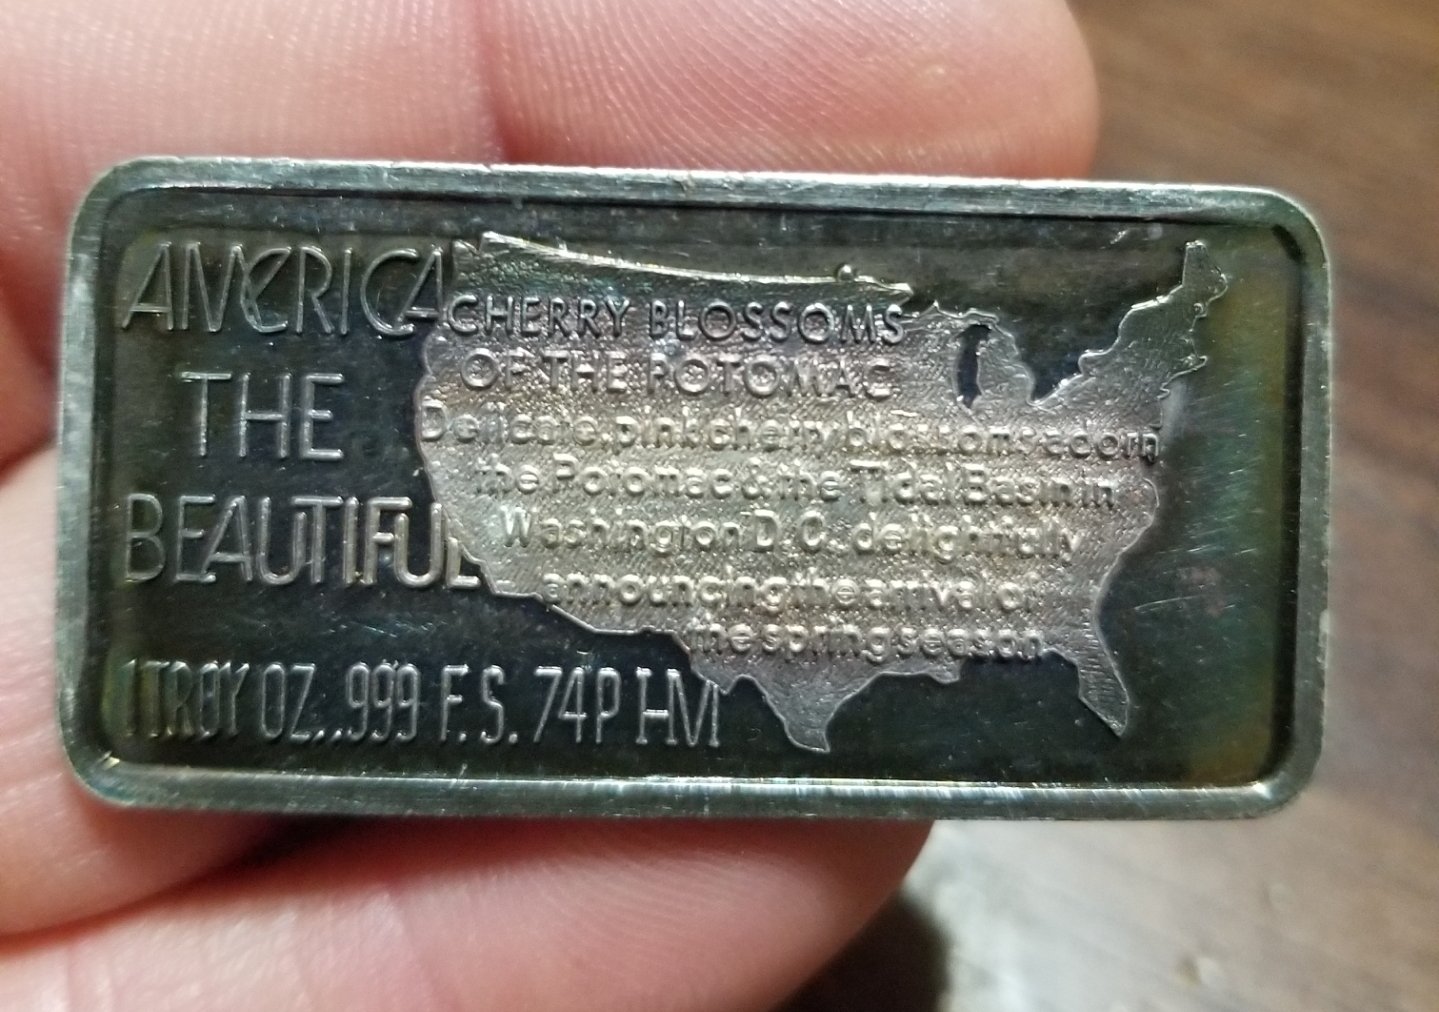 AMERICA
THE
BEAUTIFUL
CHERRY BLOSSOMS
OF THE POTOMAC
Delicate, pink cherry blossoms adorn
the Potomac & the Tidal Basin in
Washington D.C. delightfully
announcing the arrival of
the spring season
1 TROY OZ. .999 F.S. 74P HM